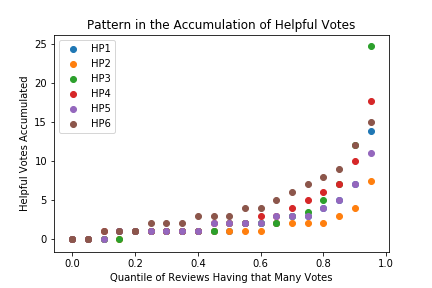 Pattern in the Accumulation of Helpful Votes
25
20
15
10
5
0
Helpful Votes Accumulated
HP1
HP2
HP3
HP4
HP5
HP6
0.0 0.2 0.4 0.6 0.8 1.0
Quantile of Reviews Having that Many Votes